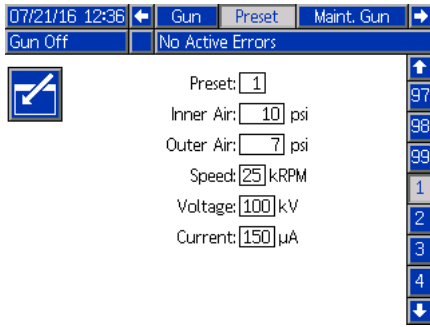 07/21/16 12:36 Gun Preset Maint. Gun
Gun Off No Active Errors
Preset: 1
Inner Air: 10 psi
Outer Air: 7 psi
Speed: 25 kRPM
Voltage: 100 kV
Current: 150 µA
97
98
99
1
2
3
4